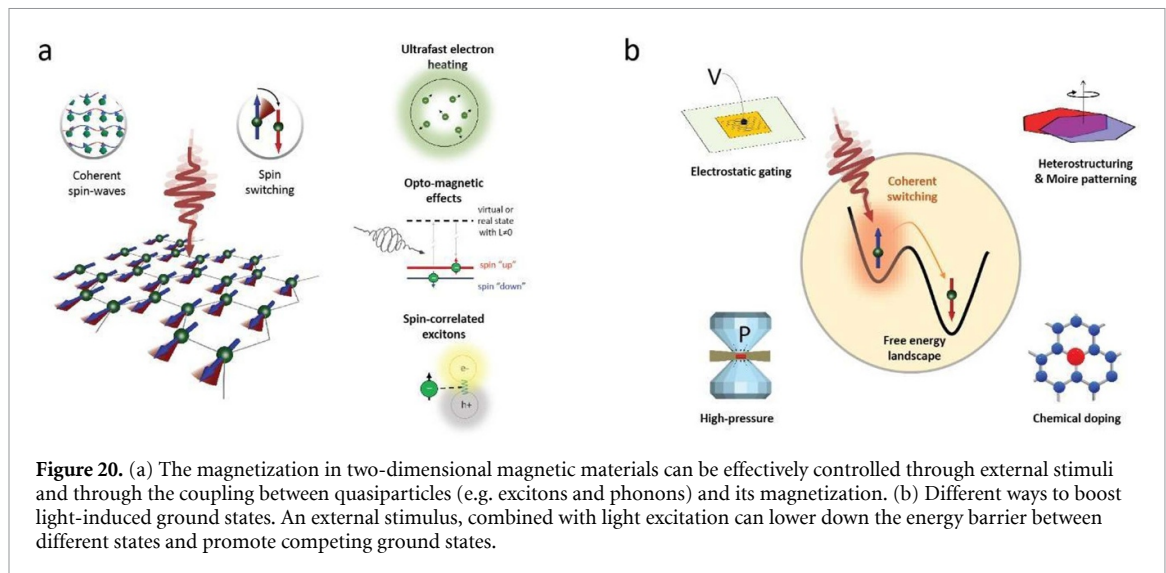 a
Coherent
spin-waves
Spin
switching
Ultrafast electron
heating
Opto-magnetic
effects
virtual or
real state
with L≠0
spin "up"
spin "down"
Spin-correlated
excitons
e-
h+
b
V
Electrostatic gating
Coherent
switching
Heterostructuring
& Moire patterning
Free energy
landscape
P
High-pressure
Chemical doping
Figure 20. (a) The magnetization in two-dimensional magnetic materials can be effectively controlled through external stimuli
and through the coupling between quasiparticles (e.g. excitons and phonons) and its magnetization. (b) Different ways to boost
light-induced ground states. An external stimulus, combined with light excitation can lower down the energy barrier between
different states and promote competing ground states.